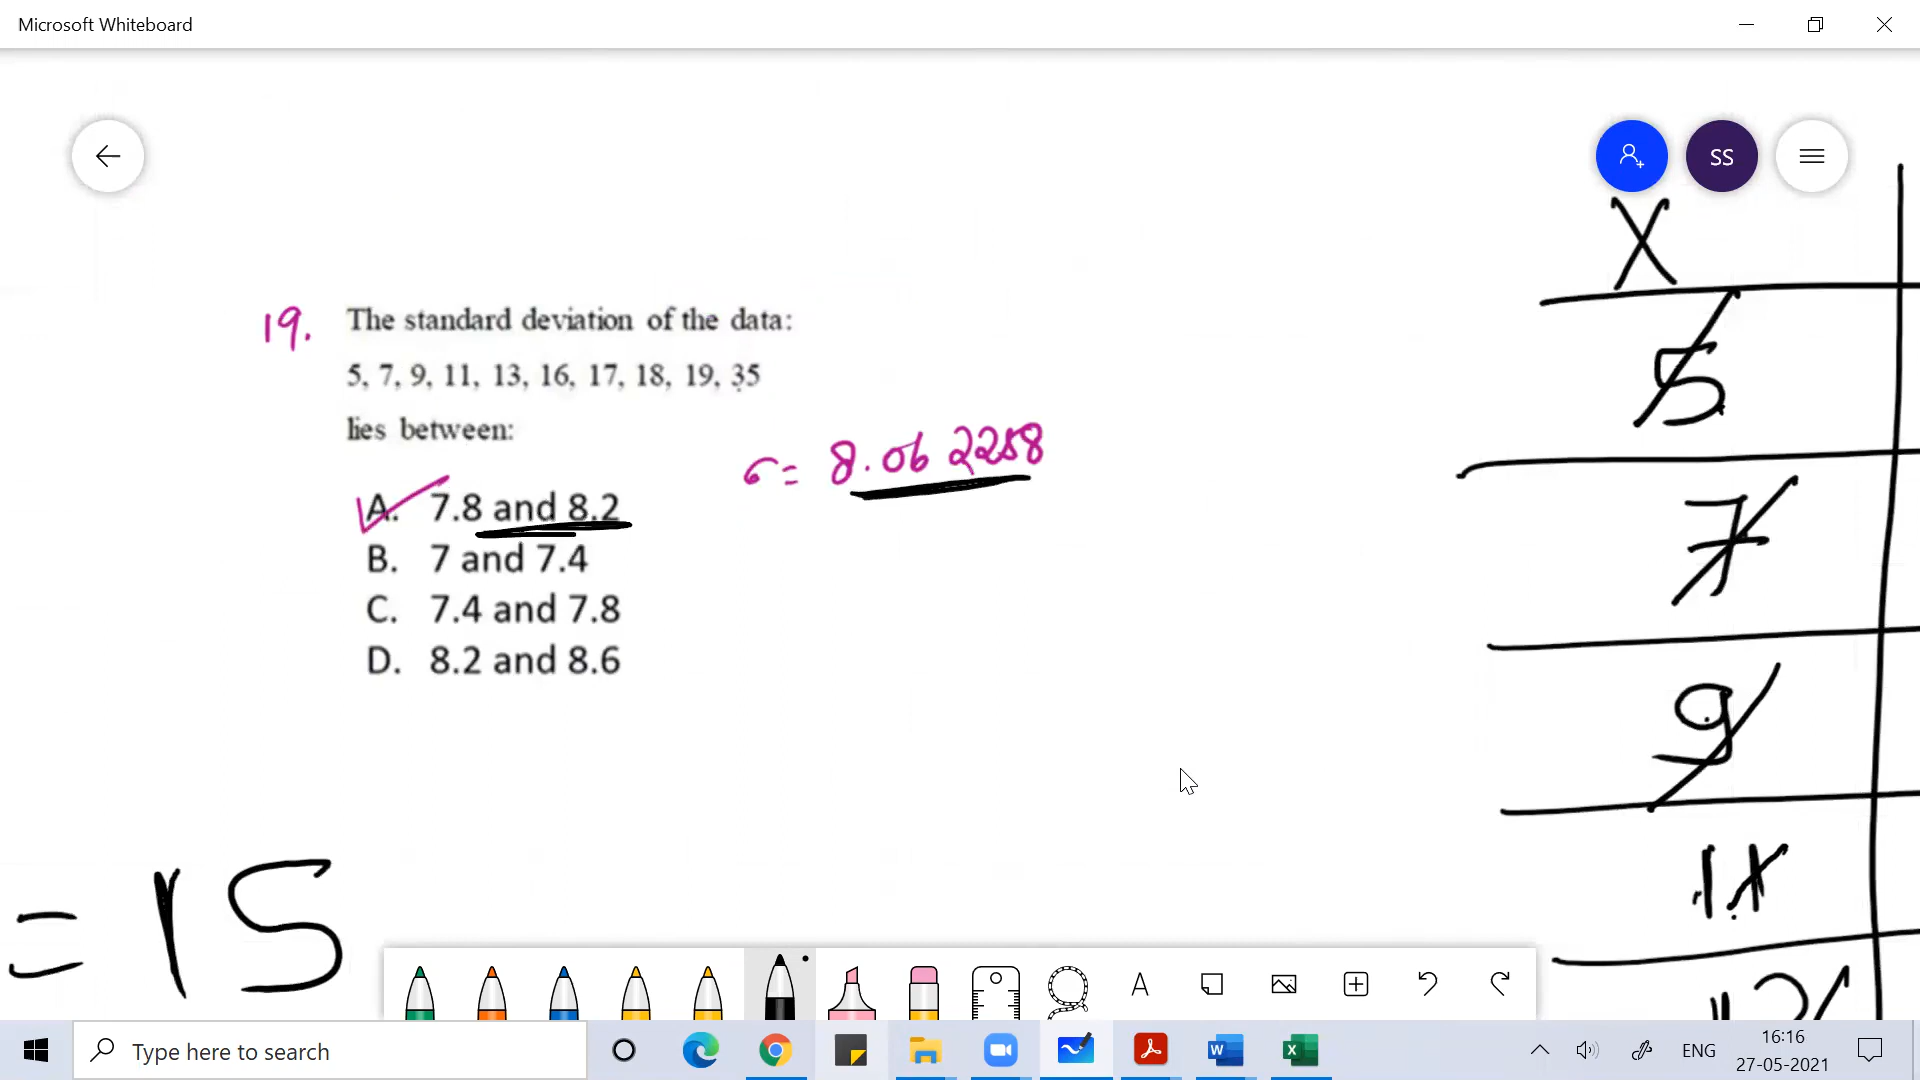 Microsoft Whiteboard
SS
X
19. The standard deviation of the data:
5, 7, 9, 11, 13, 16, 17, 18, 19, 35
lies between:
σ = 8.062258
A. 7.8 and 8.2
B. 7 and 7.4
C. 7.4 and 7.8
D. 8.2 and 8.6
5
7
9
11
= 15
A
Type here to search
ENG
16:16
27-05-2021